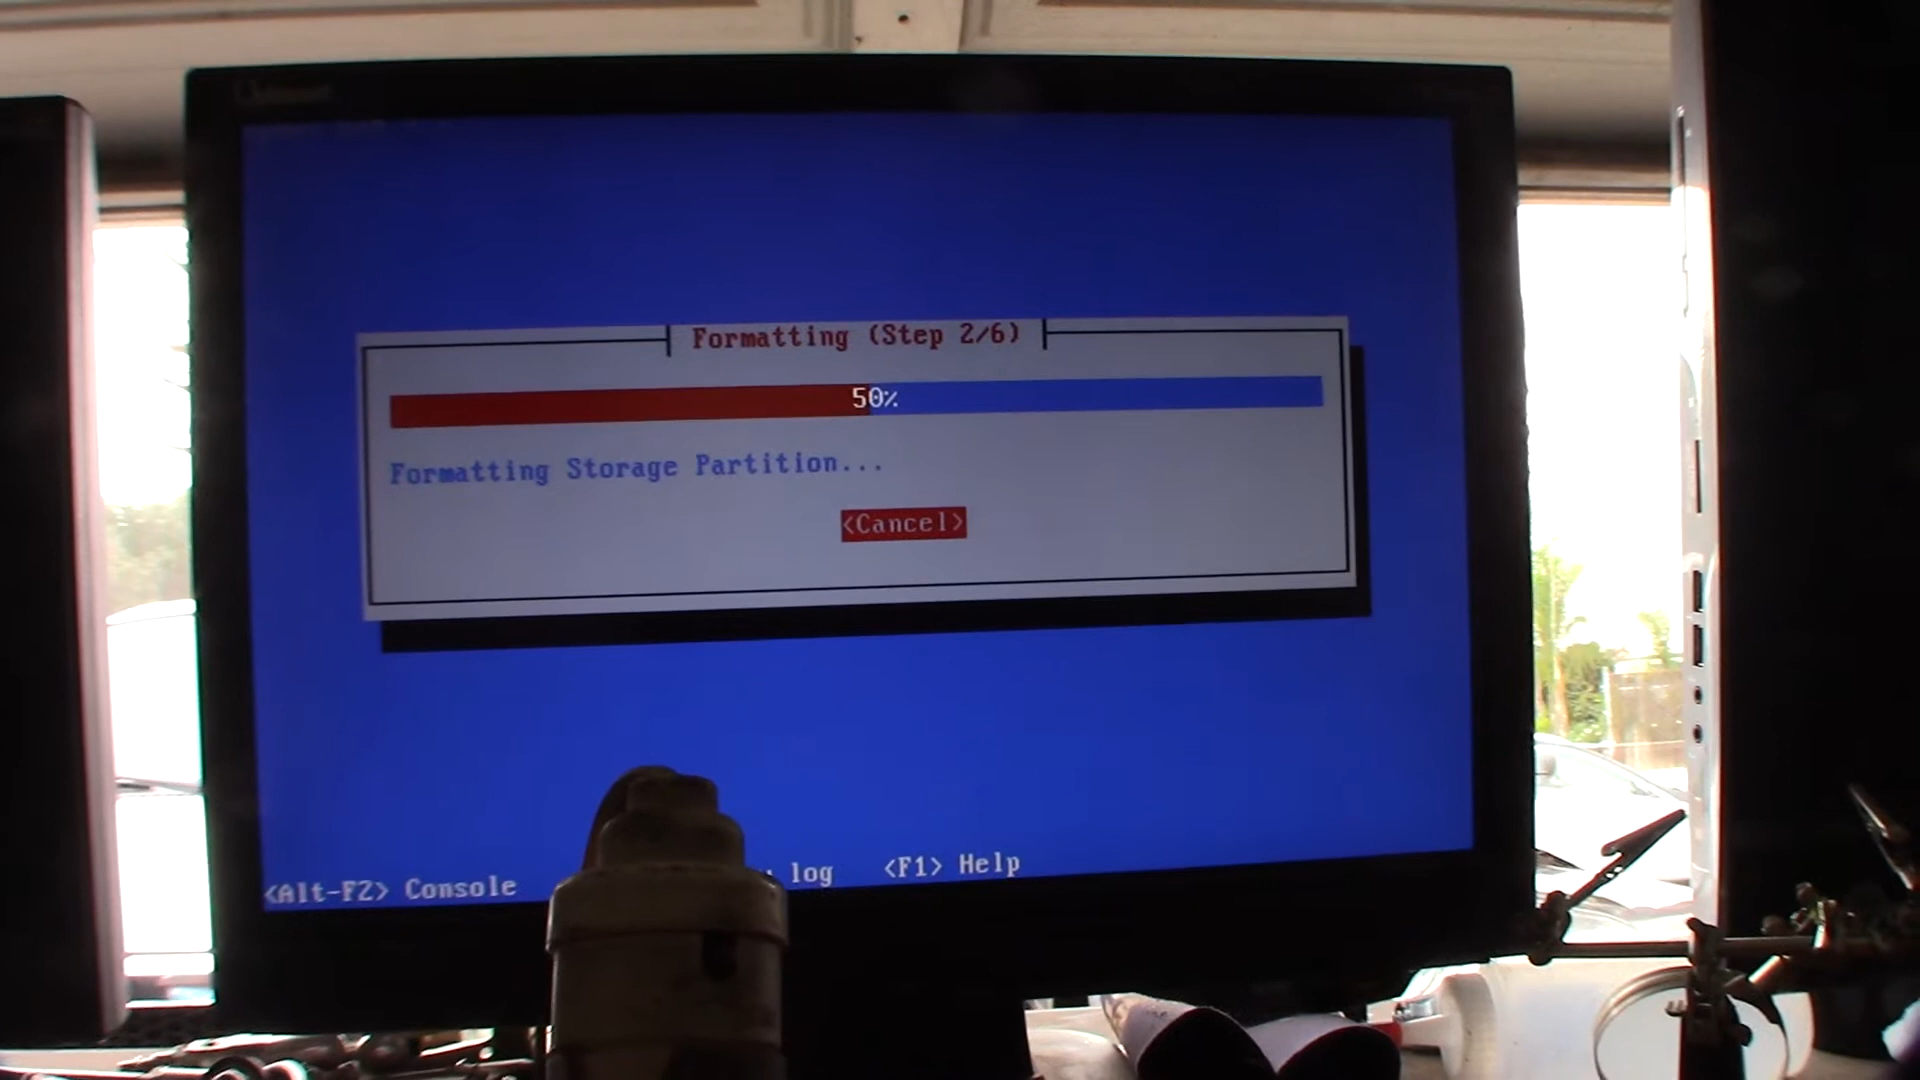 Formatting (Step 2/6)
50%
Formatting Storage Partition...
<Cancel>
<Alt-F2> Console log <F1> Help